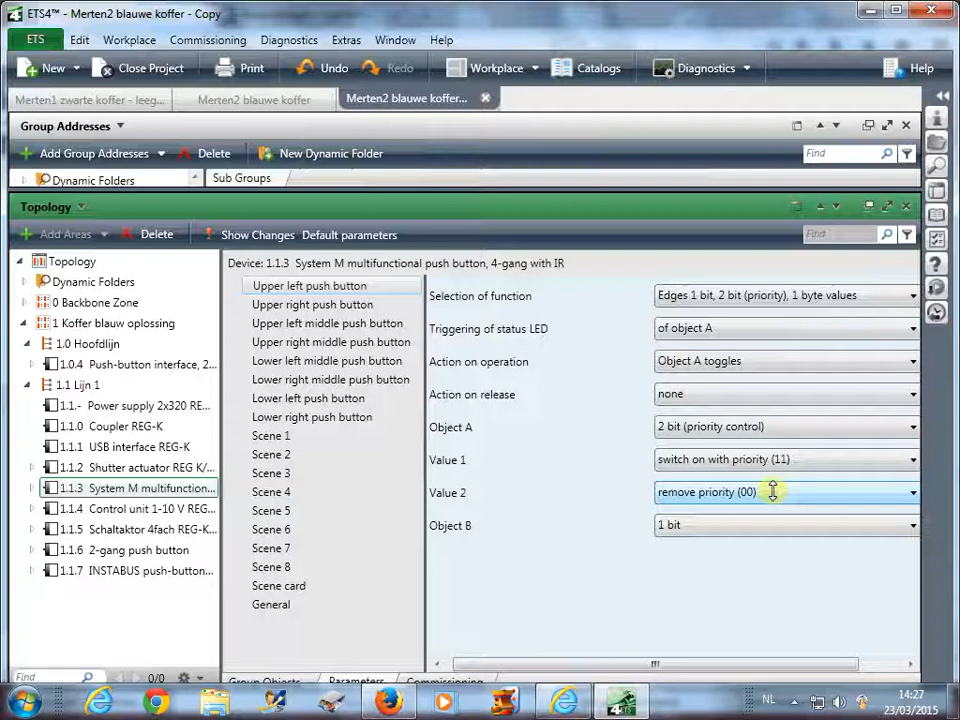 ETS4™ - Merten2 blauwe koffer - Copy
ETS Edit Workplace Commissioning Diagnostics Extras Window Help
New Close Project Print Undo Redo Workplace Catalogs Diagnostics Help
Merten1 zwarte koffer - leeg... Merten2 blauwe koffer Merten2 blauwe koffer...
Group Addresses
Add Group Addresses Delete New Dynamic Folder Find
Dynamic Folders Sub Groups
Topology
Add Areas Delete Show Changes Default parameters Find
Topology
Dynamic Folders
0 Backbone Zone
1 Koffer blauw oplossing
1.0 Hoofdlijn
1.0.4 Push-button interface, 2...
1.1 Lijn 1
1.1.- Power supply 2x320 RE...
1.1.0 Coupler REG-K
1.1.1 USB interface REG-K
1.1.2 Shutter actuator REG K/...
1.1.3 System M multifunction...
1.1.4 Control unit 1-10 V REG...
1.1.5 Schaltaktor 4fach REG-K...
1.1.6 2-gang push button
1.1.7 INSTABUS push-button...
Find 0/0
Device: 1.1.3 System M multifunctional push button, 4-gang with IR
Upper left push button
Upper right push button
Upper left middle push button
Upper right middle push button
Lower left middle push button
Lower right middle push button
Lower left push button
Lower right push button
Scene 1
Scene 2
Scene 3
Scene 4
Scene 5
Scene 6
Scene 7
Scene 8
Scene card
General
Selection of function Edges 1 bit, 2 bit (priority), 1 byte values
Triggering of status LED of object A
Action on operation Object A toggles
Action on release none
Object A 2 bit (priority control)
Value 1 switch on with priority (11)
Value 2 remove priority (00)
Object B 1 bit
Group Objects Parameters Commissioning
NL 14:27
23/03/2015